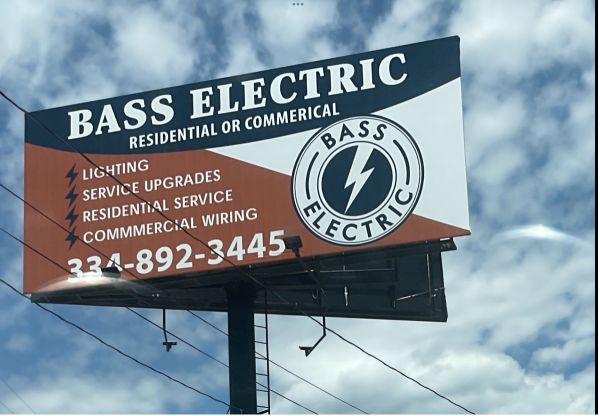 BASS ELECTRIC
RESIDENTIAL OR COMMERICAL
LIGHTING
SERVICE UPGRADES
RESIDENTIAL SERVICE
COMMMERCIAL WIRING
334-892-3445
BASS
ELECTRIC